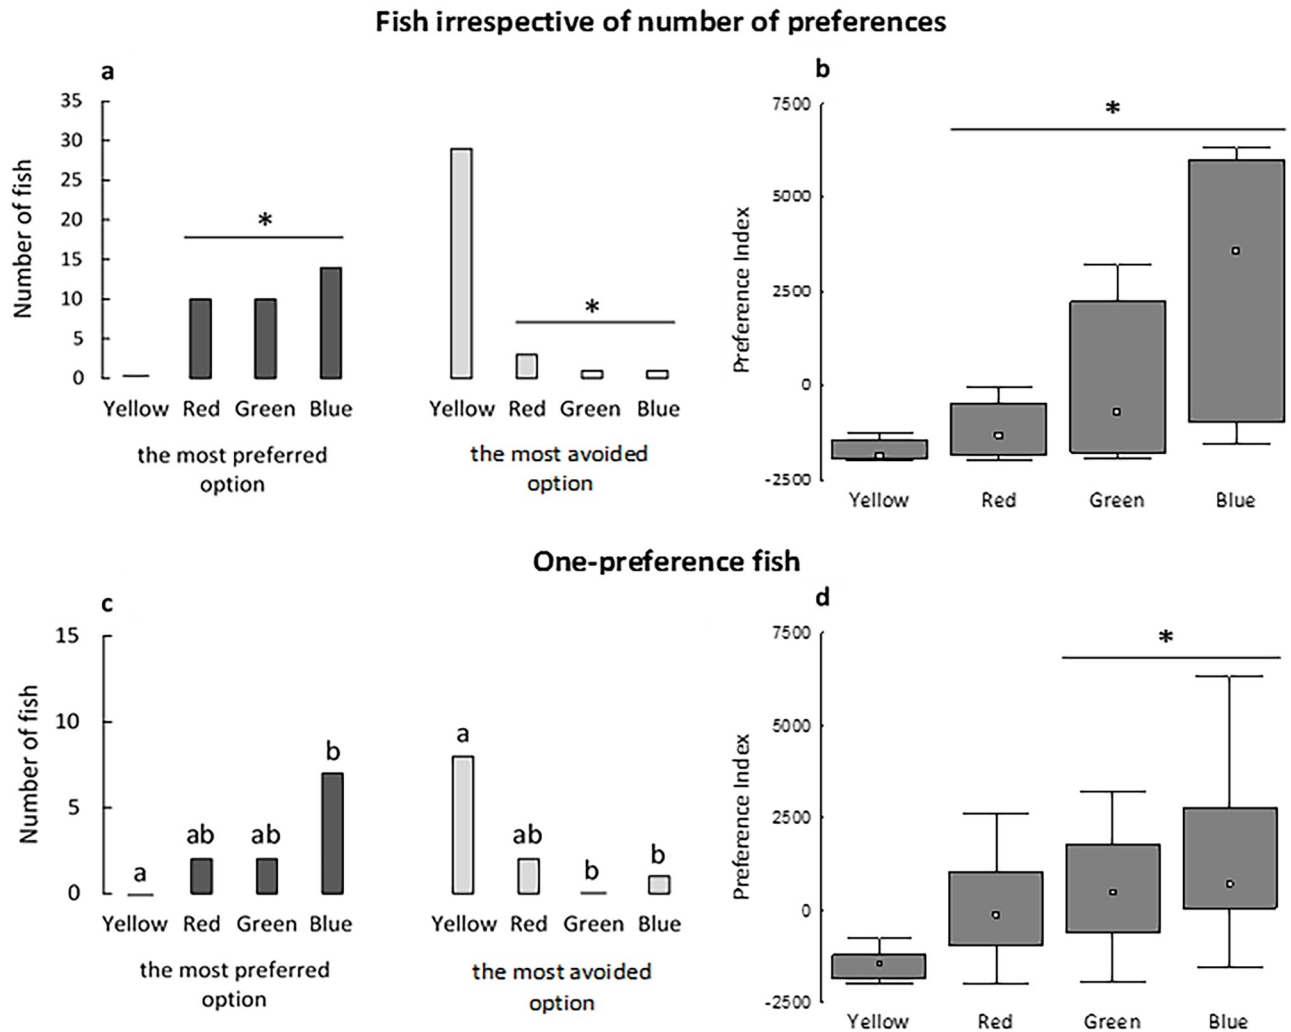 Fish irrespective of number of preferences
a
Number of fish
35
30
25
20
15
10
5
0
*
*
Yellow Red Green Blue
the most preferred
option
Yellow Red Green Blue
the most avoided
option
b
Preference Index
7500
5000
2500
0
-2500
*
Yellow Red Green Blue
One-preference fish
c
Number of fish
15
10
5
0
a ab ab b
a ab b b
Yellow Red Green Blue
the most preferred
option
Yellow Red Green Blue
the most avoided
option
d
Preference Index
7500
5000
2500
0
-2500
*
Yellow Red Green Blue